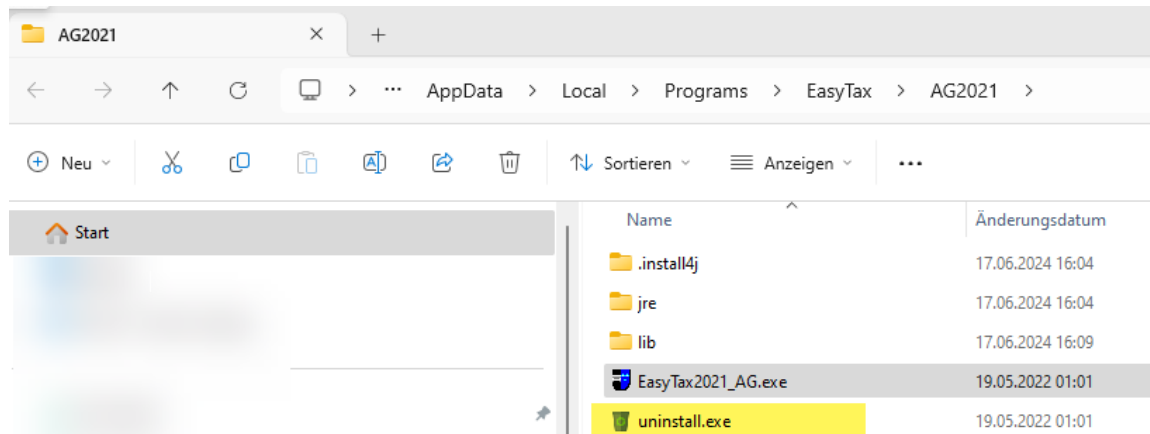 AG2021
AppData > Local > Programs > EasyTax > AG2021 >
Neu Sortieren Anzeigen
Start
Name Änderungsdatum
.install4j 17.06.2024 16:04
jre 17.06.2024 16:04
lib 17.06.2024 16:09
EasyTax2021_AG.exe 19.05.2022 01:01
uninstall.exe 19.05.2022 01:01